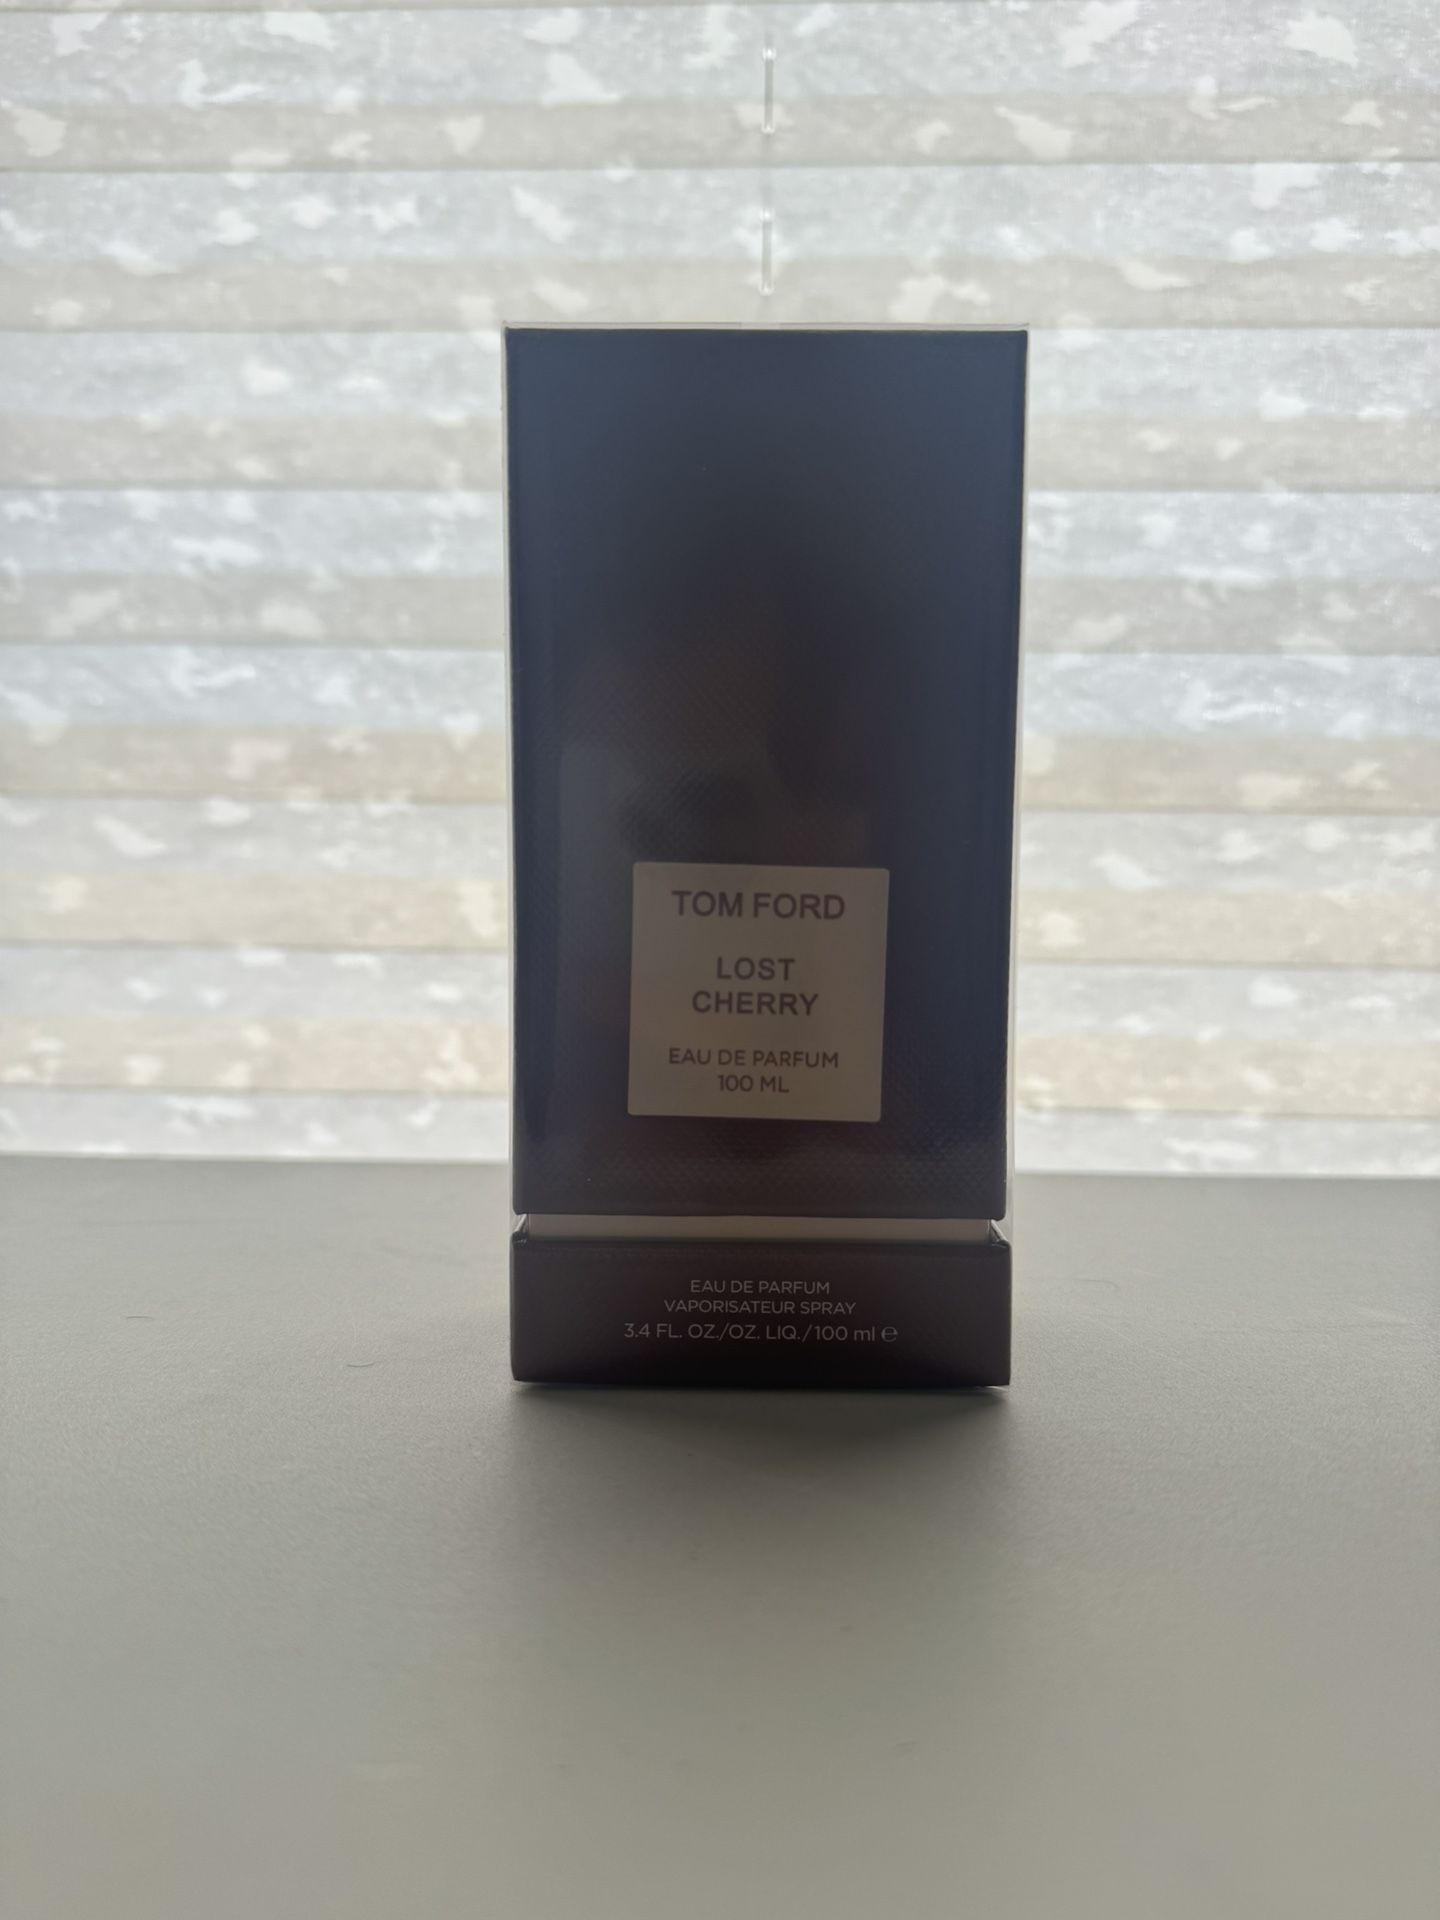 TOM FORD
LOST
CHERRY
EAU DE PARFUM
100 ML
EAU DE PARFUM
VAPORISATEUR SPRAY
3.4 FL. OZ./OZ. LIQ./100 ml ℮